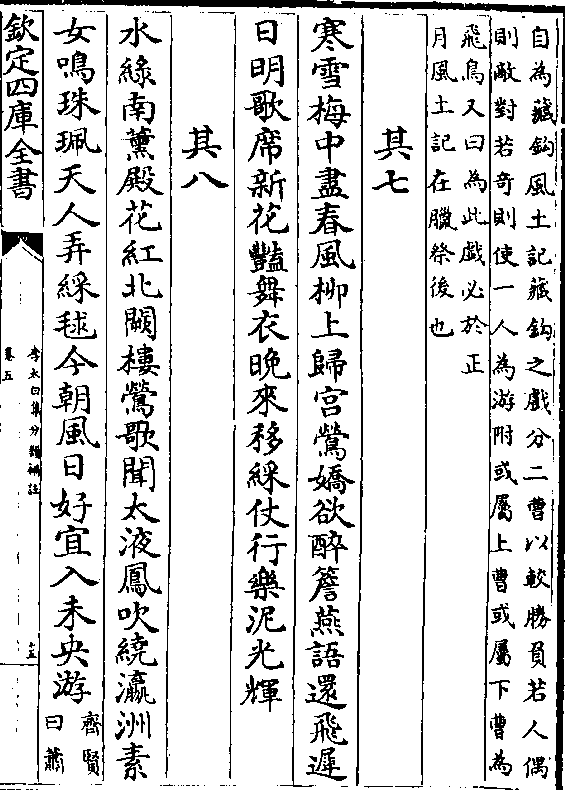 自為藏鈎風土記藏鈎之戲分二曹以較勝負若人偶
則敵對若奇則使一人為游附或屬上曹或屬下曹為
飛鳥又曰為此戲必於正
月風土記在臘祭後也
其七
寒雪梅中盡春風柳上歸宮鶯嬌欲醉簷燕語還飛遲
日明歌席新花豔舞衣晚來移綵仗行樂泥光輝
其八
水綠南薰殿花紅北闕樓鶯歌聞太液鳳吹繞瀛洲素
女鳴珠珮天人弄綵毬今朝風日好宜入未央游
齊賢
曰蕭
欽定四庫全書
李太白集分類補註
卷五
十五